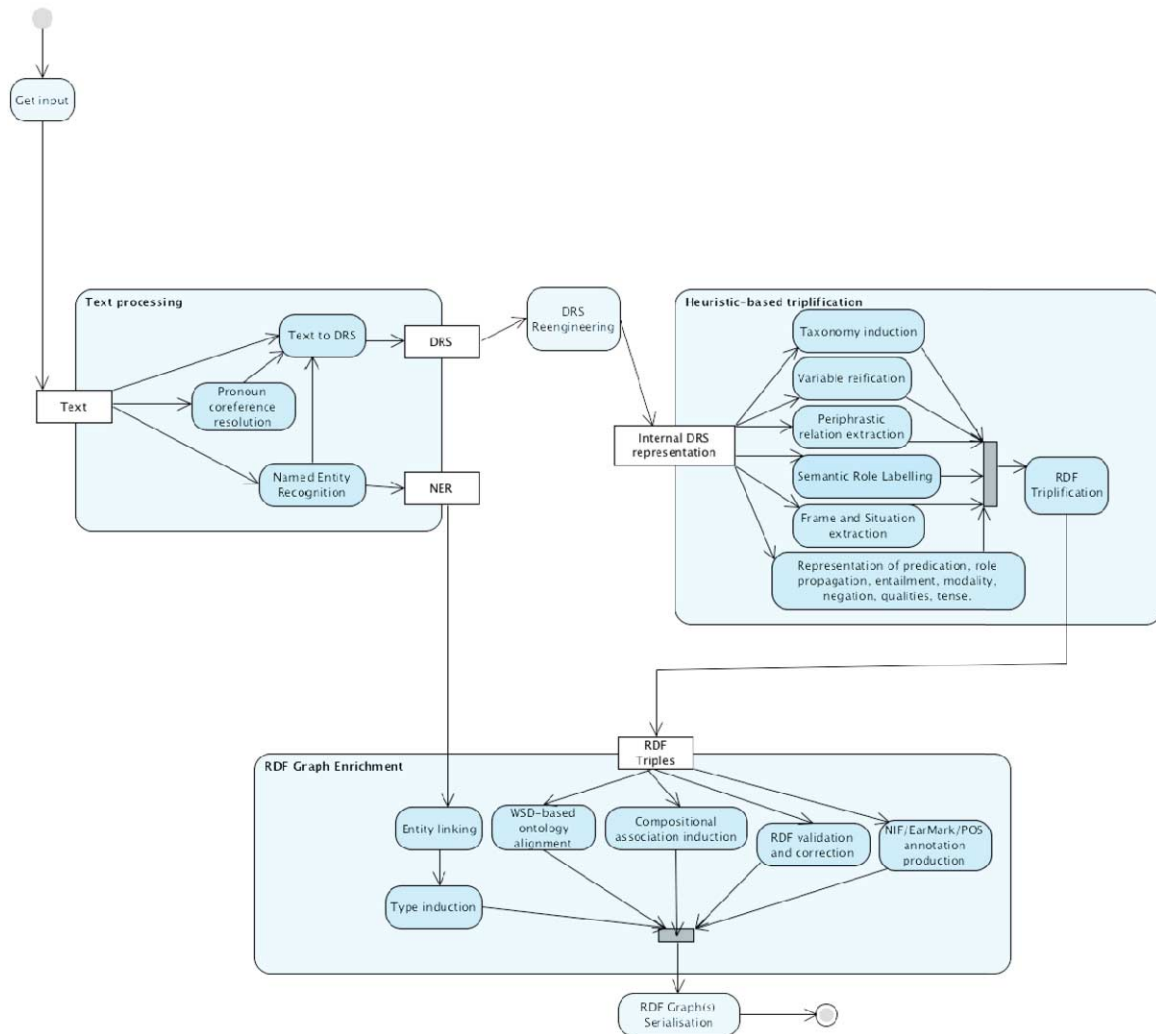 Get input
Text processing
Text to DRS
DRS
Pronoun
coreference
resolution
Text
Named Entity
Recognition
NER
DRS
Reengineering
Heuristic-based triplification
Taxonomy induction
Variable reification
Periphrastic
relation extraction
Internal DRS
representation
Semantic Role Labelling
RDF
Triplification
Frame and Situation
extraction
Representation of predication, role
propagation, entailment, modality,
negation, qualities, tense.
RDF
Triples
RDF Graph Enrichment
Entity linking
WSD-based
ontology
alignment
Compositional
association induction
RDF validation
and correction
NIF/EarMark/POS
annotation
production
Type induction
RDF Graph(s)
Serialisation